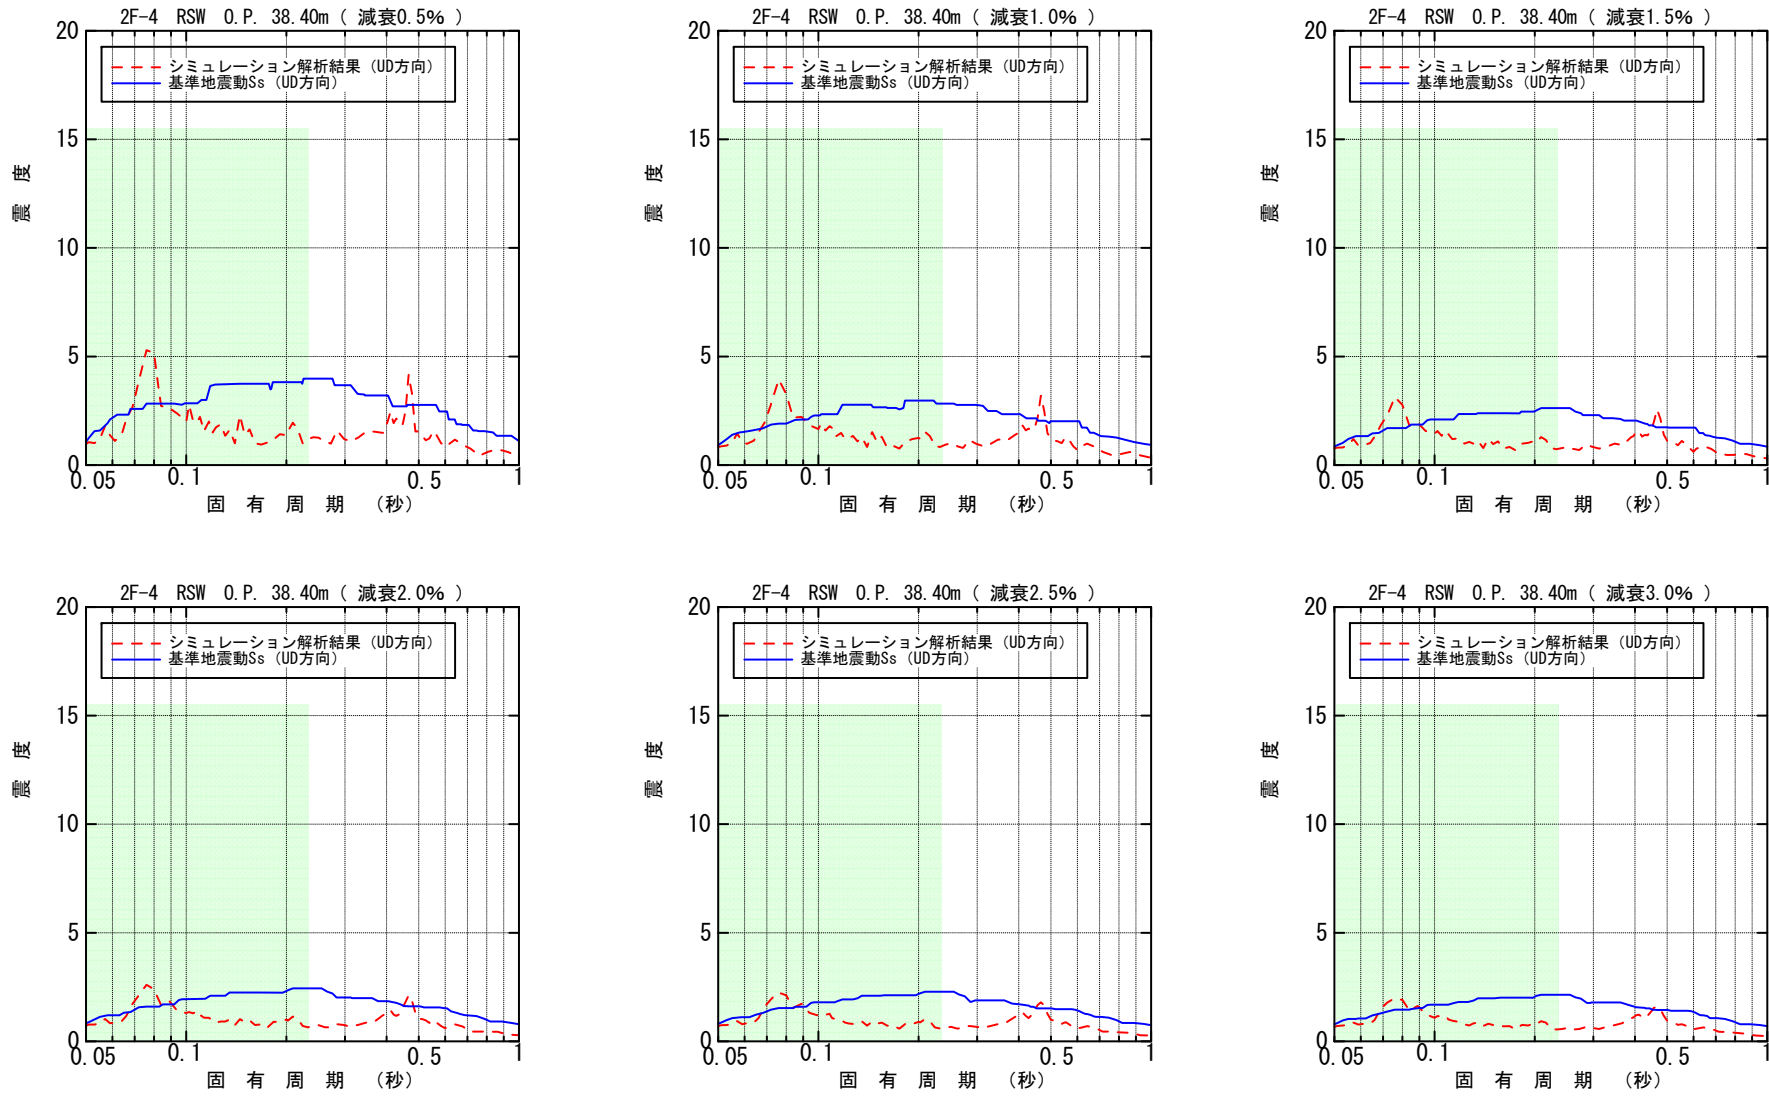 2F-4 RSW O.P. 38.40m ( 減衰0.5% )
20
15
10
5
0
シミュレーション解析結果 (UD方向)
基準地震動Ss (UD方向)
震 度
0.05 0.1 0.5 1
固 有 周 期 (秒)
2F-4 RSW O.P. 38.40m ( 減衰1.0% )
20
15
10
5
0
シミュレーション解析結果 (UD方向)
基準地震動Ss (UD方向)
震 度
0.05 0.1 0.5 1
固 有 周 期 (秒)
2F-4 RSW O.P. 38.40m ( 減衰1.5% )
20
15
10
5
0
シミュレーション解析結果 (UD方向)
基準地震動Ss (UD方向)
震 度
0.05 0.1 0.5 1
固 有 周 期 (秒)
2F-4 RSW O.P. 38.40m ( 減衰2.0% )
20
15
10
5
0
シミュレーション解析結果 (UD方向)
基準地震動Ss (UD方向)
震 度
0.05 0.1 0.5 1
固 有 周 期 (秒)
2F-4 RSW O.P. 38.40m ( 減衰2.5% )
20
15
10
5
0
シミュレーション解析結果 (UD方向)
基準地震動Ss (UD方向)
震 度
0.05 0.1 0.5 1
固 有 周 期 (秒)
2F-4 RSW O.P. 38.40m ( 減衰3.0% )
20
15
10
5
0
シミュレーション解析結果 (UD方向)
基準地震動Ss (UD方向)
震 度
0.05 0.1 0.5 1
固 有 周 期 (秒)